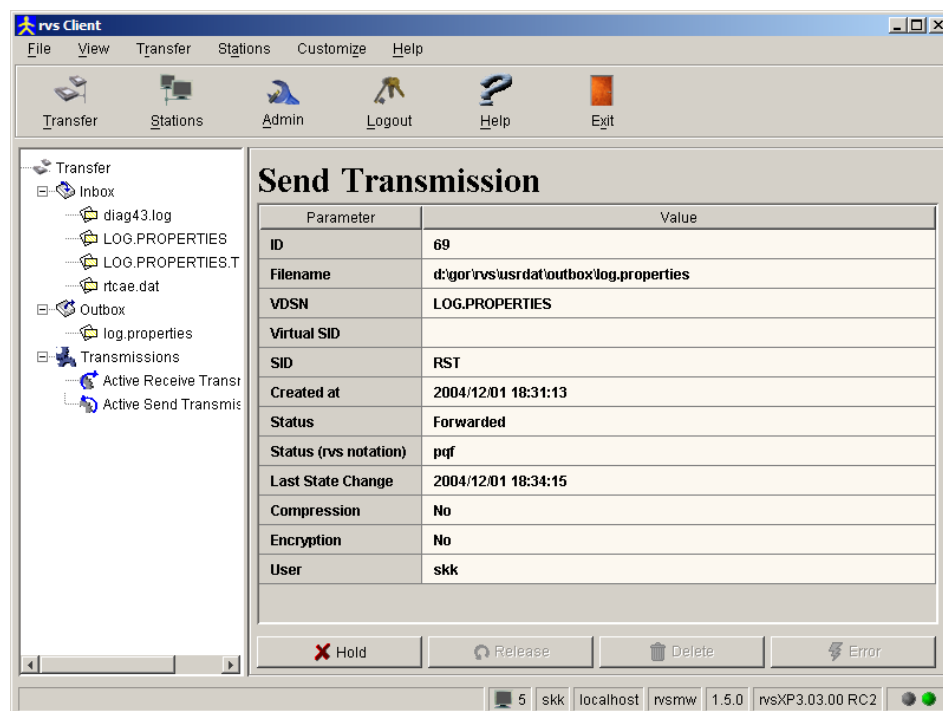 rvs Client
File View Transfer Stations Customize Help
Transfer Stations Admin Logout Help Exit
Transfer
Inbox
diag43.log
LOG.PROPERTIES
LOG.PROPERTIES.T
rtcae.dat
Outbox
log.properties
Transmissions
Active Receive Transr
Active Send Transmis
Send Transmission
Parameter Value
ID 69
Filename d:\gor\rvs\usrdat\outbox\log.properties
VDSN LOG.PROPERTIES
Virtual SID
SID RST
Created at 2004/12/01 18:31:13
Status Forwarded
Status (rvs notation) pqf
Last State Change 2004/12/01 18:34:15
Compression No
Encryption No
User skk
Hold Release Delete Error
5 skk localhost rvsmw 1.5.0 rvsXP3.03.00 RC2